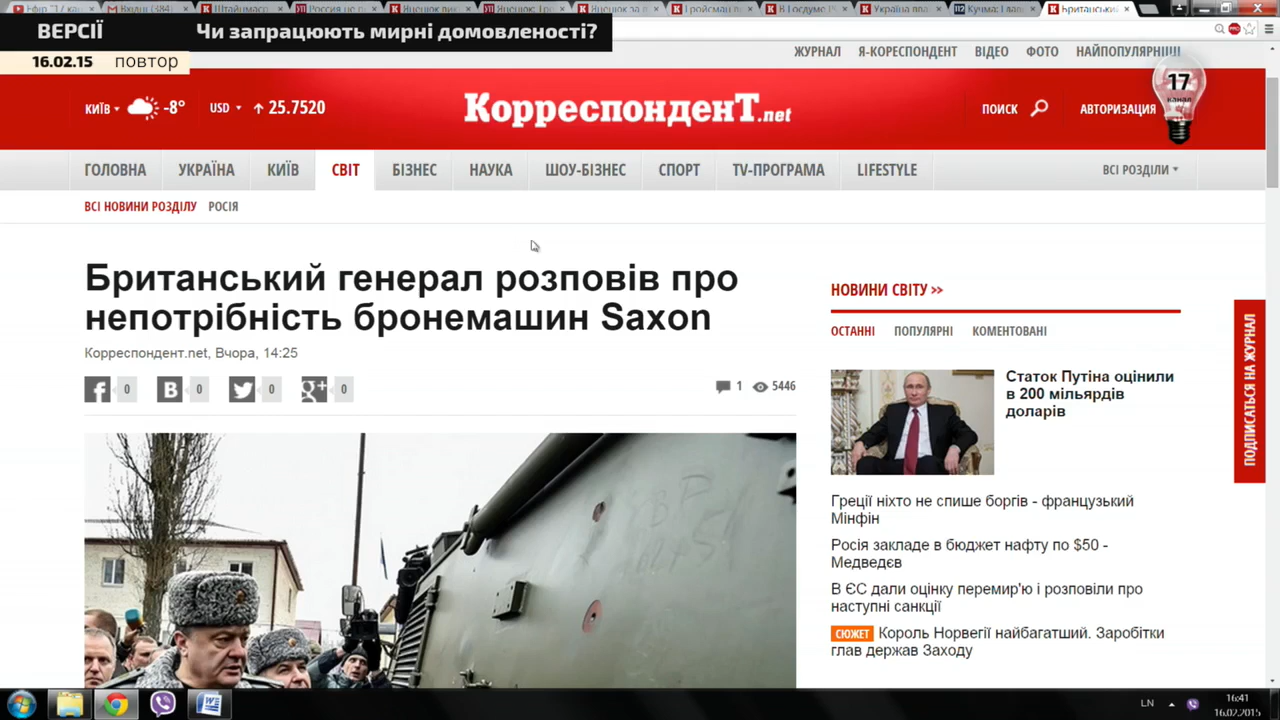 ВЕРСІЇ
Чи запрацюють мирні домовленості?
16.02.15 повтор
ЖУРНАЛ Я-КОРЕСПОНДЕНТ ВІДЕО ФОТО НАЙПОПУЛЯРНІШІ
17
канал
КИЇВ -8° USD 25.7520
КорреспонденТ.net
ПОИСК АВТОРИЗАЦИЯ
ГОЛОВНА УКРАЇНА КИЇВ СВІТ БІЗНЕС НАУКА ШОУ-БІЗНЕС СПОРТ TV-ПРОГРАМА LIFESTYLE ВСІ РОЗДІЛИ
ВСІ НОВИНИ РОЗДІЛУ РОСІЯ
Британський генерал розповів про
непотрібність бронемашин Saxon
Корреспондент.net, Вчора, 14:25
0 0 0 0 1 5446
НОВИНИ СВІТУ >>
ОСТАННІ ПОПУЛЯРНІ КОМЕНТОВАНІ
Статок Путіна оцінили
в 200 мільярдів
доларів
Греції ніхто не спише боргів - французький
Мінфін
Росія закладе в бюджет нафту по $50 -
Медведєв
В ЄС дали оцінку перемир'ю і розповіли про
наступні санкції
СЮЖЕТ Король Норвегії найбагатший. Заробітки
глав держав Заходу
ПОДПИСАТЬСЯ НА ЖУРНАЛ
LN 16:41
16.02.2015